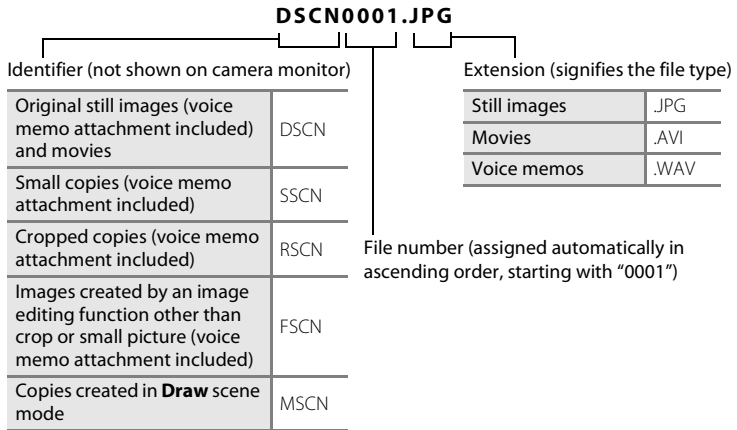 DSCN0001.JPG
Identifier (not shown on camera monitor)
Original still images (voice
memo attachment included)
and movies
DSCN
Small copies (voice memo
attachment included)
SSCN
Cropped copies (voice memo
attachment included)
RSCN
Images created by an image
editing function other than
crop or small picture (voice
memo attachment included)
FSCN
Copies created in Draw scene
mode
MSCN
Extension (signifies the file type)
Still images .JPG
Movies .AVI
Voice memos .WAV
File number (assigned automatically in
ascending order, starting with “0001”)